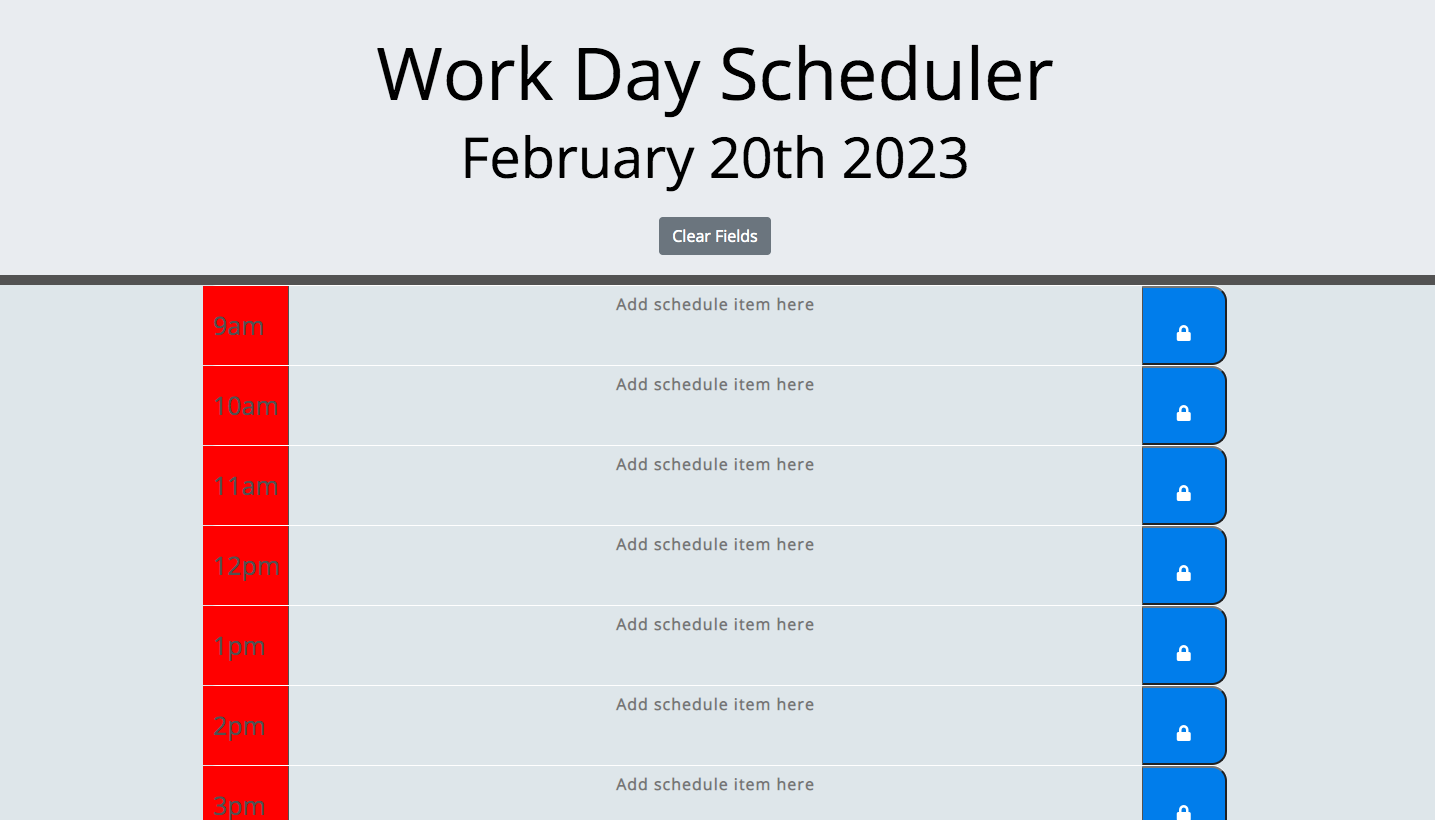 Work Day Scheduler
February 20th 2023
Clear Fields
9am Add schedule item here
10am Add schedule item here
11am Add schedule item here
12pm Add schedule item here
1pm Add schedule item here
2pm Add schedule item here
3pm Add schedule item here